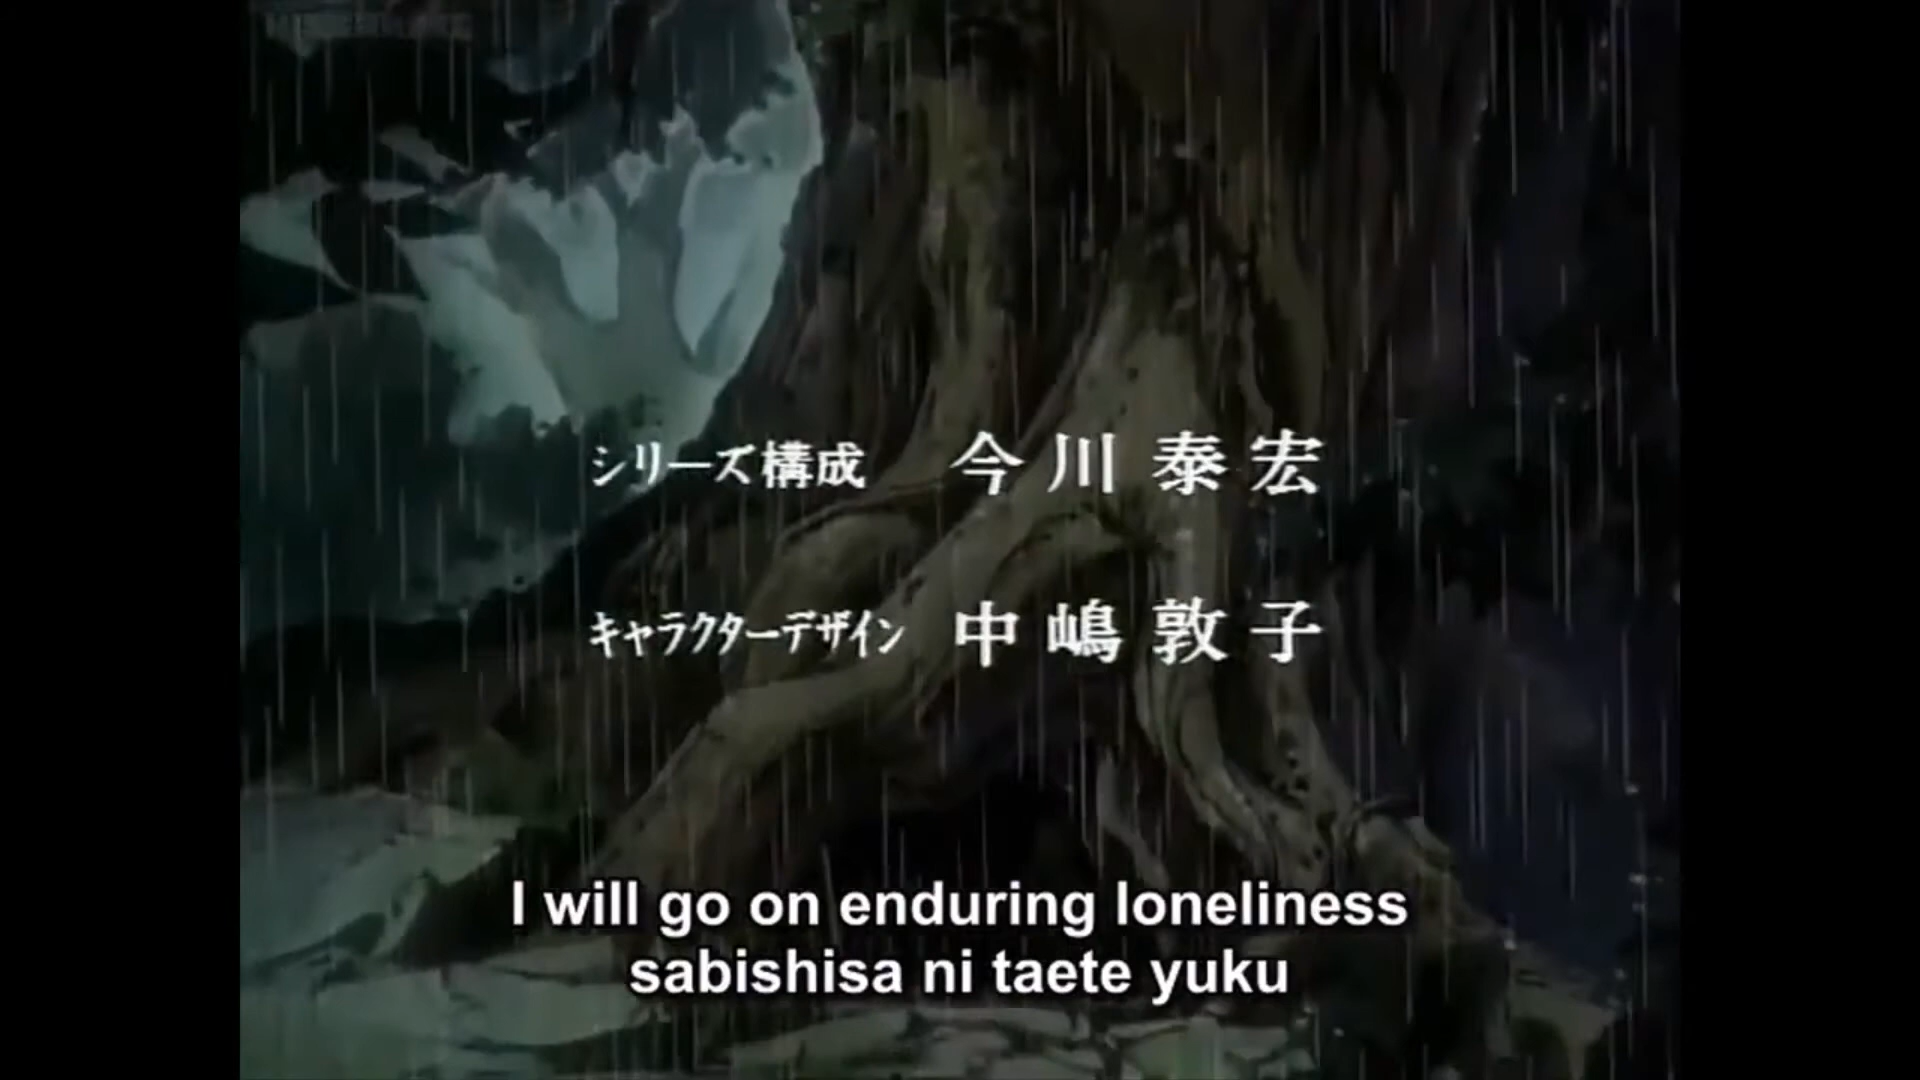 シリーズ構成 今川泰宏
キャラクターデザイン 中嶋敦子
I will go on enduring loneliness
sabishisa ni taete yuku